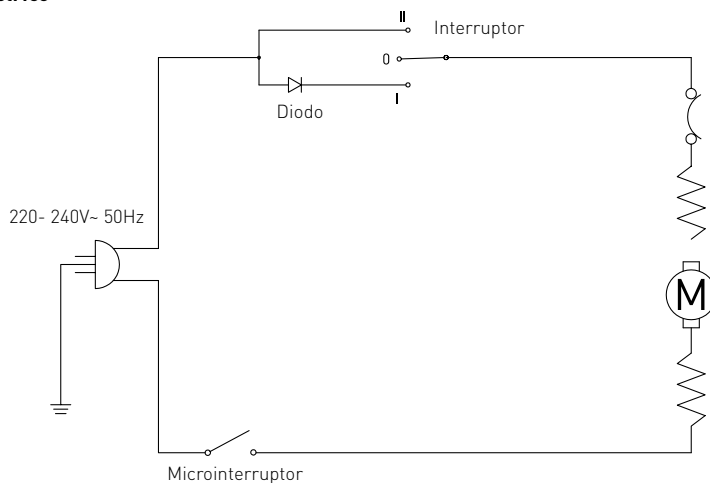 II
Interruptor
0
I
Diodo
220- 240V~ 50Hz
M
Microinterruptor